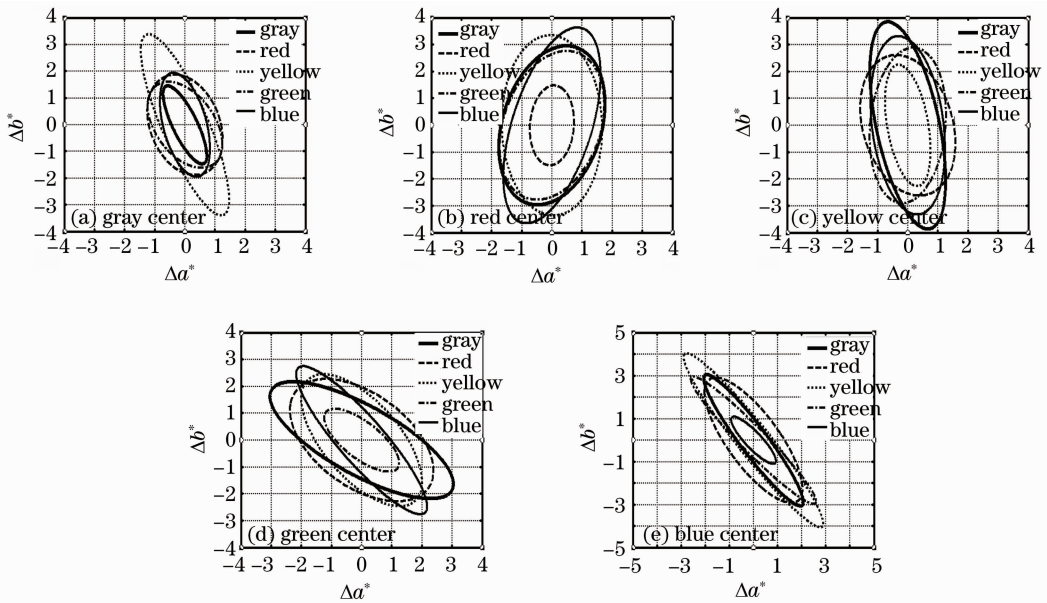 4
3
2
1
0
−1
−2
−3
−4
−4 −3 −2 −1 0 1 2 3 4
Δb*
Δa*
gray
red
yellow
green
blue
(a) gray center
4
3
2
1
0
−1
−2
−3
−4
−4 −3 −2 −1 0 1 2 3 4
Δb*
Δa*
gray
red
yellow
green
blue
(b) red center
4
3
2
1
0
−1
−2
−3
−4
−4 −3 −2 −1 0 1 2 3 4
Δb*
Δa*
gray
red
yellow
green
blue
(c) yellow center
4
3
2
1
0
−1
−2
−3
−4
−4 −3 −2 −1 0 1 2 3 4
Δb*
Δa*
gray
red
yellow
green
blue
(d) green center
5
3
1
−1
−3
−5
−5 −3 −1 1 3 5
Δb*
Δa*
gray
red
yellow
green
blue
(e) blue center